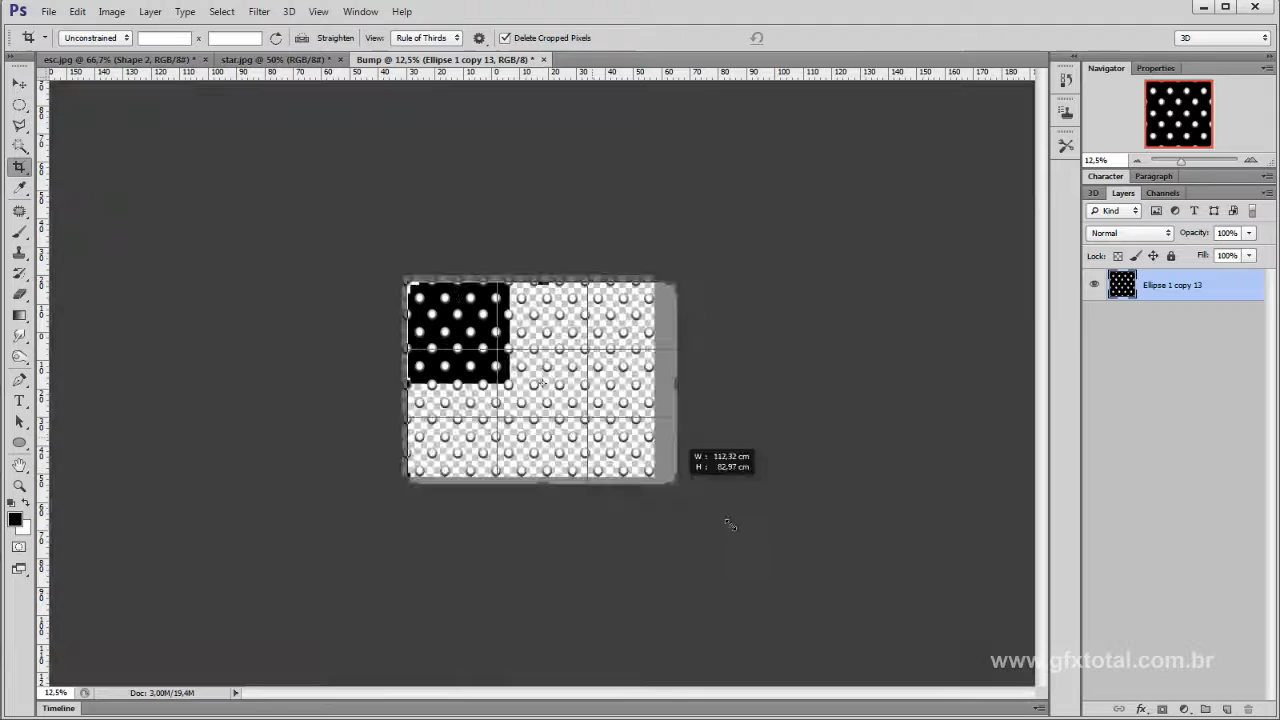 Ps File Edit Image Layer Type Select Filter 3D View Window Help
Unconstrained x Straighten View: Rule of Thirds Delete Cropped Pixels 3D
esc.jpg @ 66,7% (Shape 2, RGB/8#) * × star.jpg @ 50% (RGB/8#) * × Bump @ 12,5% (Ellipse 1 copy 13, RGB/8) * ×
Navigator Properties
12,5%
Character Paragraph
3D Layers Channels
Kind
Normal Opacity: 100%
Lock: Fill: 100%
Ellipse 1 copy 13
W : 112,32 cm
H : 82,97 cm
www.gfxtotal.com.br
12,5% Doc: 3,00M/19,4M
Timeline